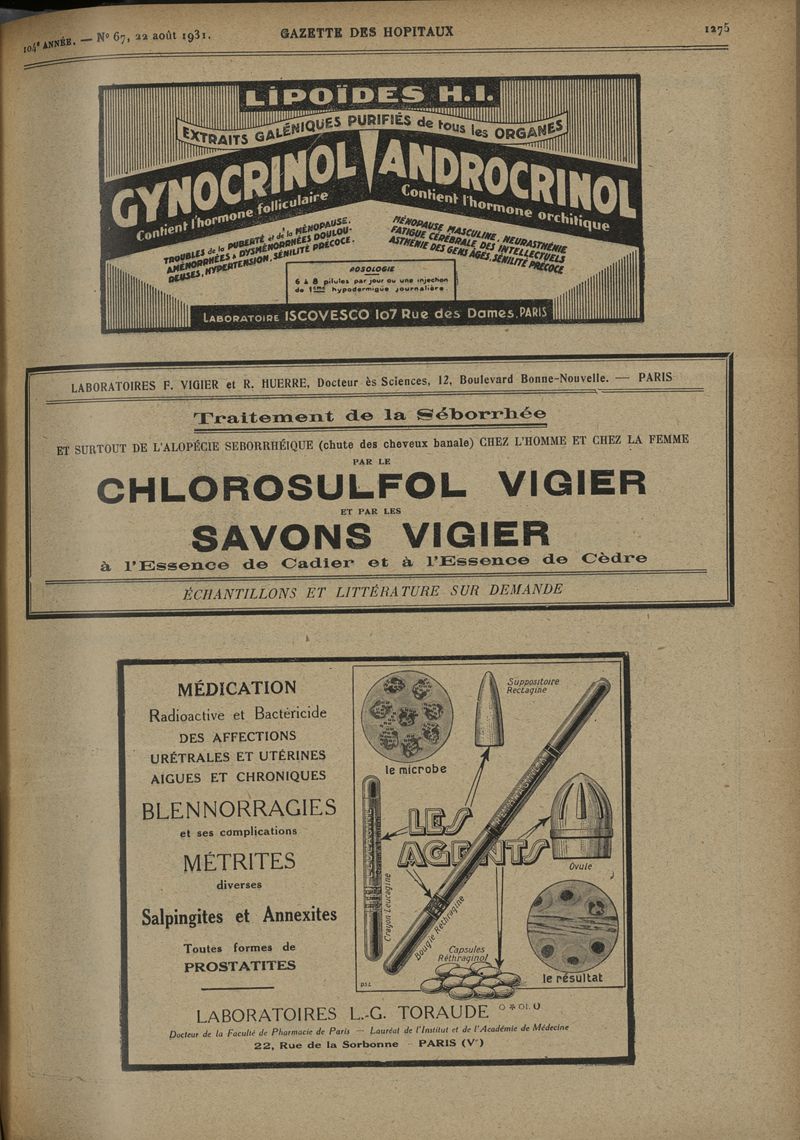 104e ANNÉE. — No 67, 22 août 1931. GAZETTE DES HOPITAUX 1275
LIPOÏDES H.I.
EXTRAITS GALÉNIQUES PURIFIÉS de tous les ORGANES
GYNOCRINOL
Contient l'hormone folliculaire
TROUBLES de la PUBERTÉ et de la MÉNOPAUSE.
AMÉNORRHÉES & DYSMÉNORRHÉES DOULOU-
REUSES, HYPERTENSION, SÉNILITÉ PRÉCOCE.
ANDROCRINOL
Contient l'hormone orchitique
MÉNOPAUSE MASCULINE, NEURASTHÉNIE
FATIGUE CÉRÉBRALE DES INTELLECTUELS
ASTHÉNIE DES GENS ÂGÉS, SÉNILITÉ PRÉCOCE
POSOLOGIE
6 à 8 pilules par jour ou une injection
de 1cmc hypodermique journalière.
LABORATOIRE ISCOVESCO 107 Rue des Dames, PARIS
LABORATOIRES F. VIGIER et R. HUERRE, Docteur ès Sciences, 12, Boulevard Bonne-Nouvelle. — PARIS
Traitement de la Séborrhée
ET SURTOUT DE L'ALOPÉCIE SEBORRHÉIQUE (chute des cheveux banale) CHEZ L'HOMME ET CHEZ LA FEMME
PAR LE
CHLOROSULFOL VIGIER
ET PAR LES
SAVONS VIGIER
à l'Essence de Cadier et à l'Essence de Cèdre
ÉCHANTILLONS ET LITTÉRATURE SUR DEMANDE
MÉDICATION
Radioactive et Bactéricide
DES AFFECTIONS
URÉTRALES ET UTÉRINES
AIGUES ET CHRONIQUES
BLENNORRAGIES
et ses complications
MÉTRITES
diverses
Salpingites et Annexites
Toutes formes de
PROSTATITES
Suppositoire
Rectagine
le microbe
LES
AGENTS
Ovule
Crayon Leucagine
Bougie Réthragine
Capsules
Réthraginol
le résultat
LABORATOIRES L.-G. TORAUDE
Docteur de la Faculté de Pharmacie de Paris — Lauréat de l'Institut et de l'Académie de Médecine
22, Rue de la Sorbonne - PARIS (Ve)